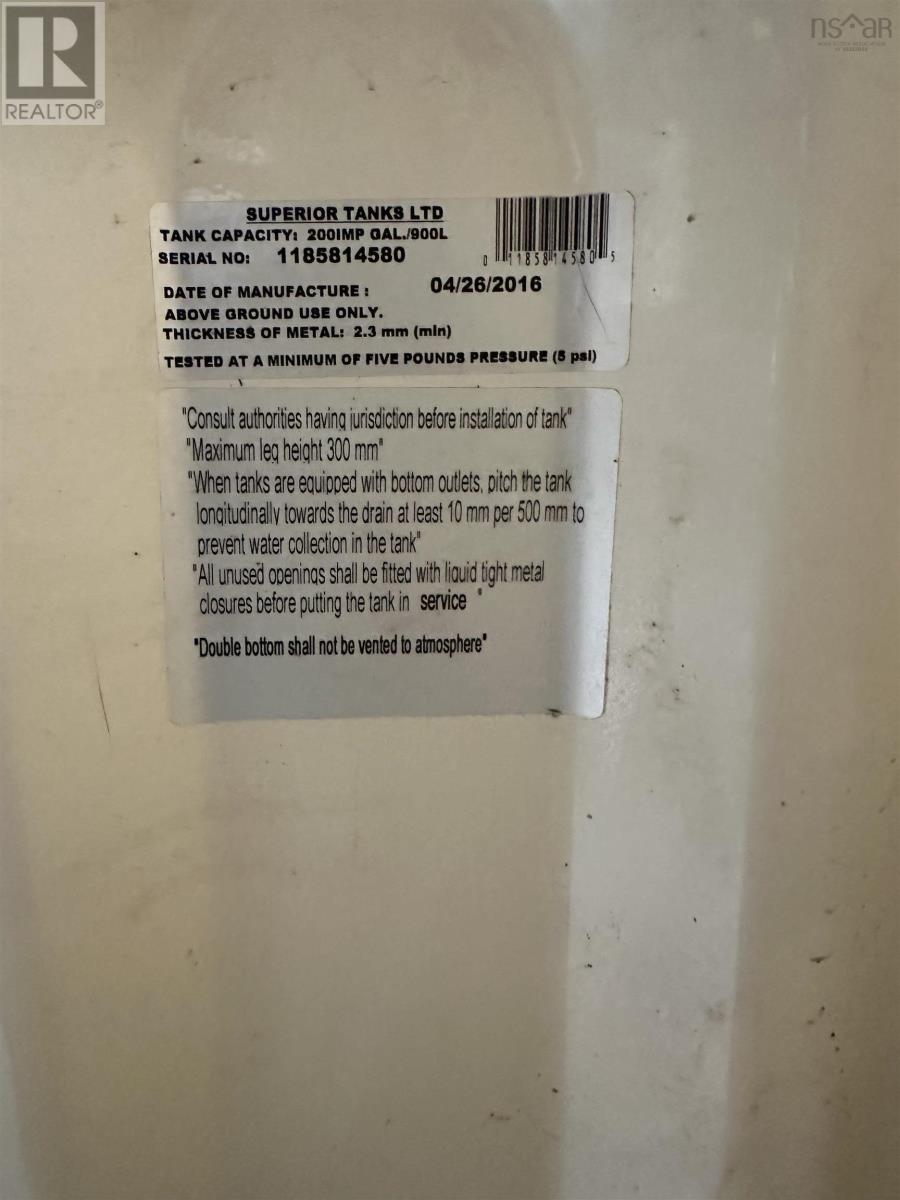 REALTOR®
nsaar
SUPERIOR TANKS LTD
TANK CAPACITY: 200IMP GAL./900L
SERIAL NO: 1185814580
0 11858 14580 5
DATE OF MANUFACTURE : 04/26/2016
ABOVE GROUND USE ONLY.
THICKNESS OF METAL: 2.3 mm (min)
TESTED AT A MINIMUM OF FIVE POUNDS PRESSURE (5 psi)
"Consult authorities having jurisdiction before installation of tank"
"Maximum leg height 300 mm"
"When tanks are equipped with bottom outlets, pitch the tank
longitudinally towards the drain at least 10 mm per 500 mm to
prevent water collection in the tank"
"All unused openings shall be fitted with liquid tight metal
closures before putting the tank in service "
"Double bottom shall not be vented to atmosphere"